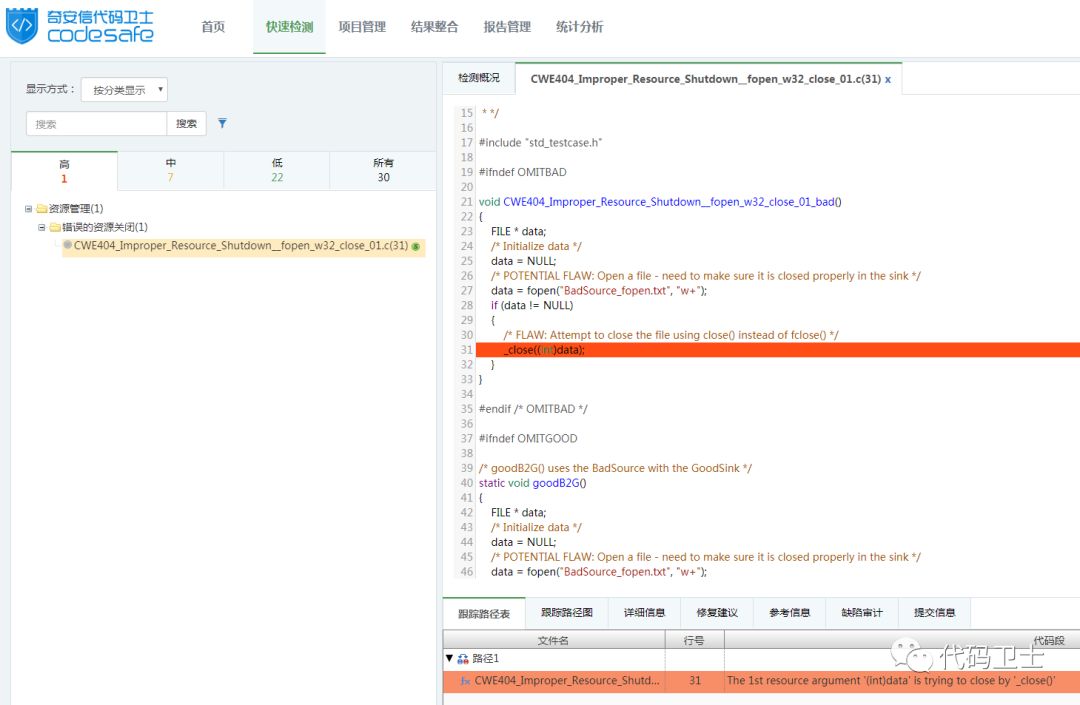 奇安信代码卫士
codesafe
首页 快速检测 项目管理 结果整合 报告管理 统计分析
显示方式： 按分类显示
搜索 搜索
高 中 低 所有
1 7 22 30
资源管理(1)
错误的资源关闭(1)
CWE404_Improper_Resource_Shutdown__fopen_w32_close_01.c(31)
检测概况 CWE404_Improper_Resource_Shutdown__fopen_w32_close_01.c(31) x
15 * */
16
17 #include "std_testcase.h"
18
19 #ifndef OMITBAD
20
21 void CWE404_Improper_Resource_Shutdown__fopen_w32_close_01_bad()
22 {
23 FILE * data;
24 /* Initialize data */
25 data = NULL;
26 /* POTENTIAL FLAW: Open a file - need to make sure it is closed properly in the sink */
27 data = fopen("BadSource_fopen.txt", "w+");
28 if (data != NULL)
29 {
30 /* FLAW: Attempt to close the file using close() instead of fclose() */
31 _close((int)data);
32 }
33 }
34
35 #endif /* OMITBAD */
36
37 #ifndef OMITGOOD
38
39 /* goodB2G() uses the BadSource with the GoodSink */
40 static void goodB2G()
41 {
42 FILE * data;
43 /* Initialize data */
44 data = NULL;
45 /* POTENTIAL FLAW: Open a file - need to make sure it is closed properly in the sink */
46 data = fopen("BadSource_fopen.txt", "w+");
跟踪路径表 跟踪路径图 详细信息 修复建议 参考信息 缺陷审计 提交信息
文件名 行号 代码段
路径1
fx CWE404_Improper_Resource_Shutd... 31 The 1st resource argument '(int)data' is trying to close by '_close()'
代码卫士